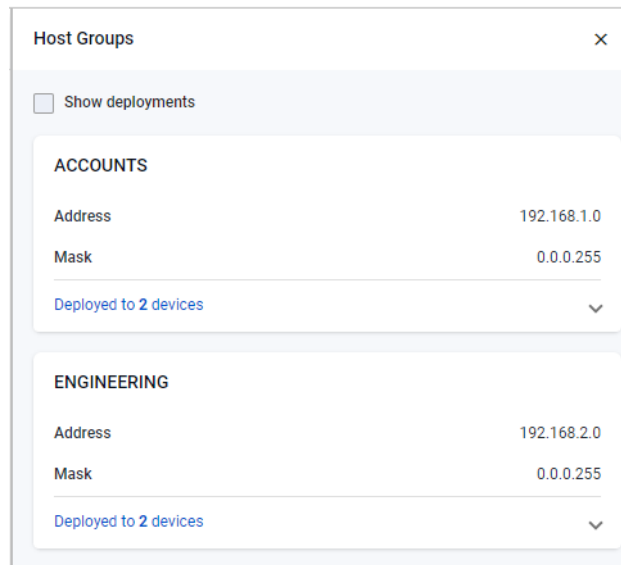 Host Groups
Show deployments
ACCOUNTS
Address 192.168.1.0
Mask 0.0.0.255
Deployed to 2 devices
ENGINEERING
Address 192.168.2.0
Mask 0.0.0.255
Deployed to 2 devices